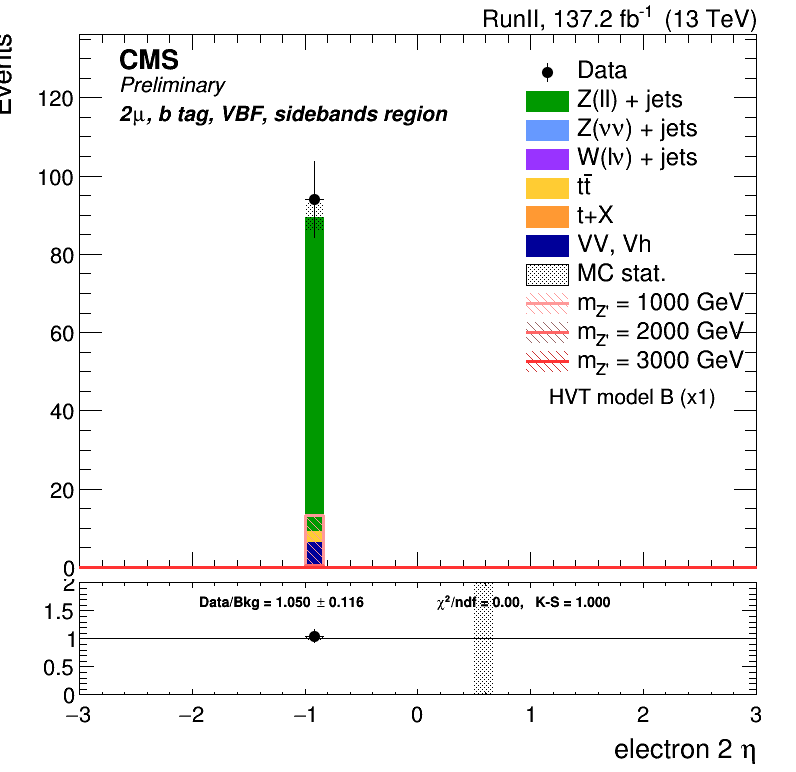 RunII, 137.2 fb⁻¹ (13 TeV)
Events
CMS
Preliminary
2μ, b tag, VBF, sidebands region
Data
Z(ll) + jets
Z(νν) + jets
W(lν) + jets
tt̄
t+X
VV, Vh
MC stat.
m_Z' = 1000 GeV
m_Z' = 2000 GeV
m_Z' = 3000 GeV
HVT model B (x1)
120
100
80
60
40
20
0
2
1.5
1
0.5
0
Data/Bkg = 1.050 ± 0.116
χ²/ndf = 0.00, K-S = 1.000
−3 −2 −1 0 1 2 3
electron 2 η